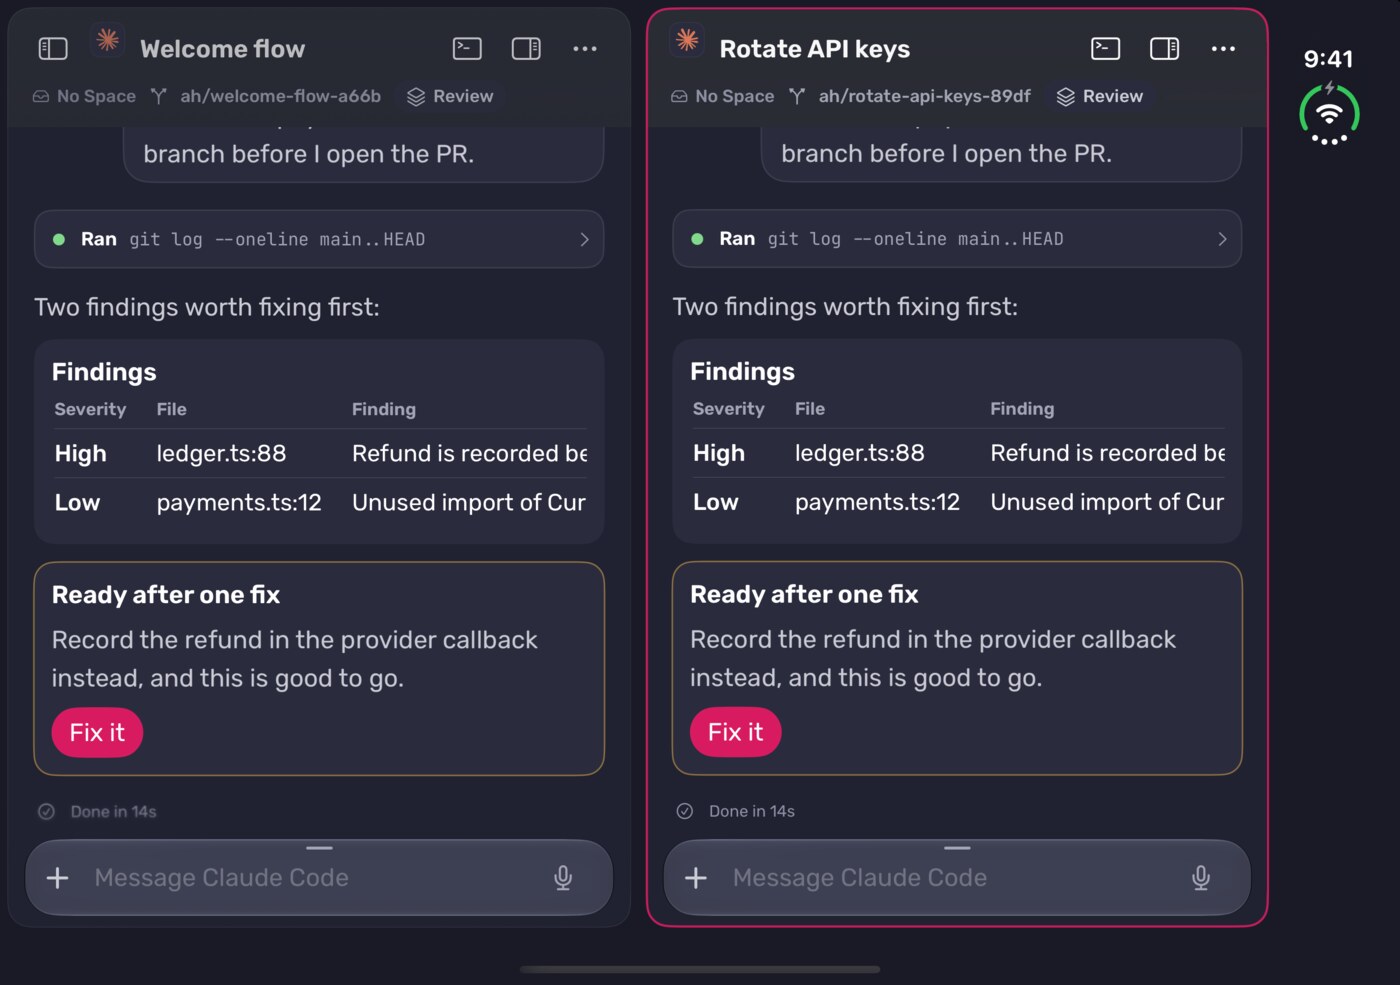 Welcome flow
No Space ah/welcome-flow-a66b Review
branch before I open the PR.
Ran git log --oneline main..HEAD
Two findings worth fixing first:
Findings
Severity File Finding
High ledger.ts:88 Refund is recorded be
Low payments.ts:12 Unused import of Cur
Ready after one fix
Record the refund in the provider callback
instead, and this is good to go.
Fix it
Done in 14s
Message Claude Code
Rotate API keys
No Space ah/rotate-api-keys-89df Review
branch before I open the PR.
Ran git log --oneline main..HEAD
Two findings worth fixing first:
Findings
Severity File Finding
High ledger.ts:88 Refund is recorded be
Low payments.ts:12 Unused import of Cur
Ready after one fix
Record the refund in the provider callback
instead, and this is good to go.
Fix it
Done in 14s
Message Claude Code
9:41